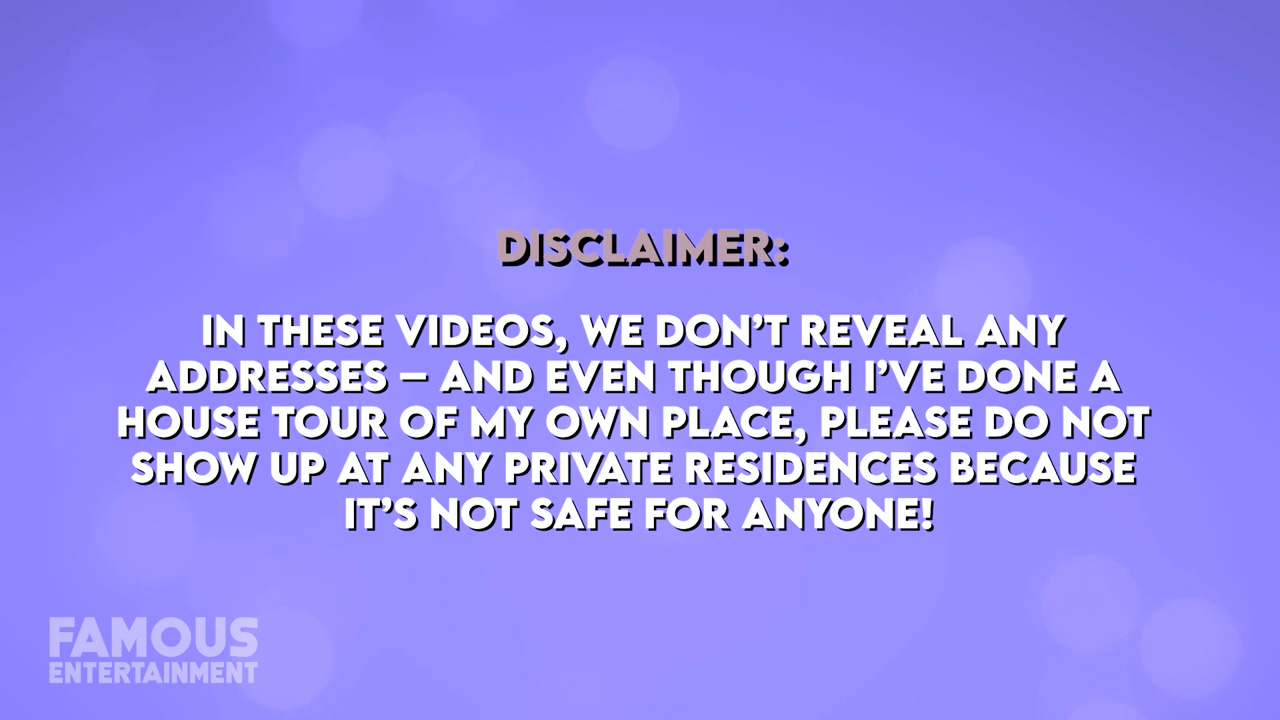 DISCLAIMER:
IN THESE VIDEOS, WE DON'T REVEAL ANY
ADDRESSES – AND EVEN THOUGH I'VE DONE A
HOUSE TOUR OF MY OWN PLACE, PLEASE DO NOT
SHOW UP AT ANY PRIVATE RESIDENCES BECAUSE
IT'S NOT SAFE FOR ANYONE!
FAMOUS
ENTERTAINMENT